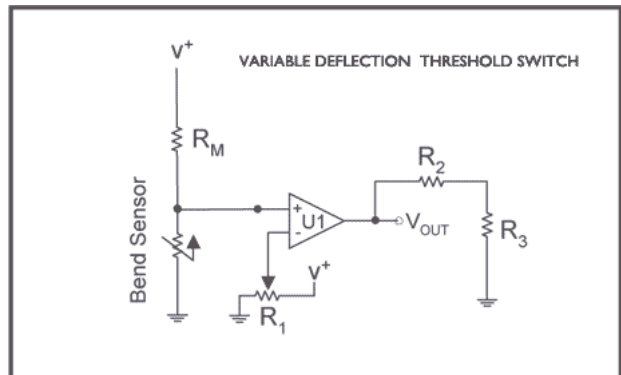 V+
VARIABLE DEFLECTION THRESHOLD SWITCH
RM
R2
Bend Sensor
+
U1
-
VOUT
R3
V+
R1